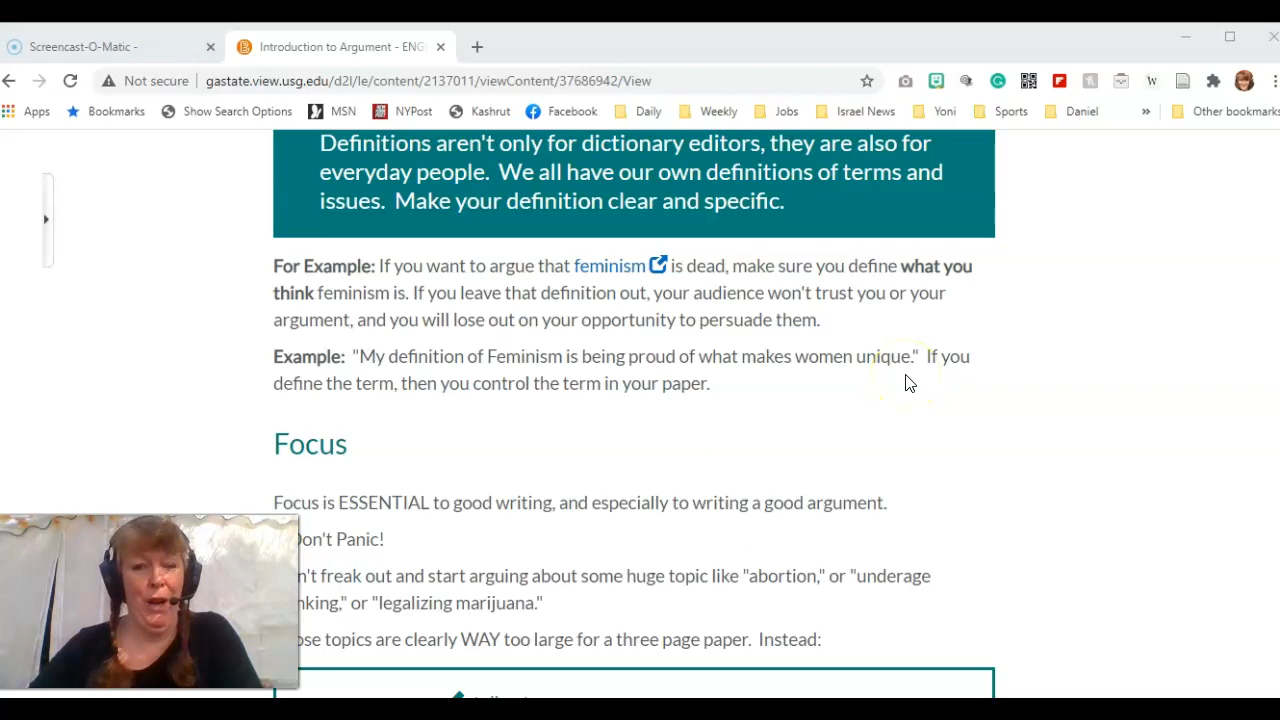 Screencast-O-Matic -
Introduction to Argument - ENG
Not secure
gastate.view.usg.edu/d2l/le/content/2137011/viewContent/37686942/View
Apps Bookmarks Show Search Options MSN NYPost Kashrut Facebook Daily Weekly Jobs Israel News Yoni Sports Daniel » Other bookmarks
Definitions aren't only for dictionary editors, they are also for
everyday people. We all have our own definitions of terms and
issues. Make your definition clear and specific.
For Example: If you want to argue that feminism is dead, make sure you define what you
think feminism is. If you leave that definition out, your audience won't trust you or your
argument, and you will lose out on your opportunity to persuade them.
Example: "My definition of Feminism is being proud of what makes women unique." If you
define the term, then you control the term in your paper.
Focus
Focus is ESSENTIAL to good writing, and especially to writing a good argument.
Don't Panic!
n't freak out and start arguing about some huge topic like "abortion," or "underage
nking," or "legalizing marijuana."
ose topics are clearly WAY too large for a three page paper. Instead: